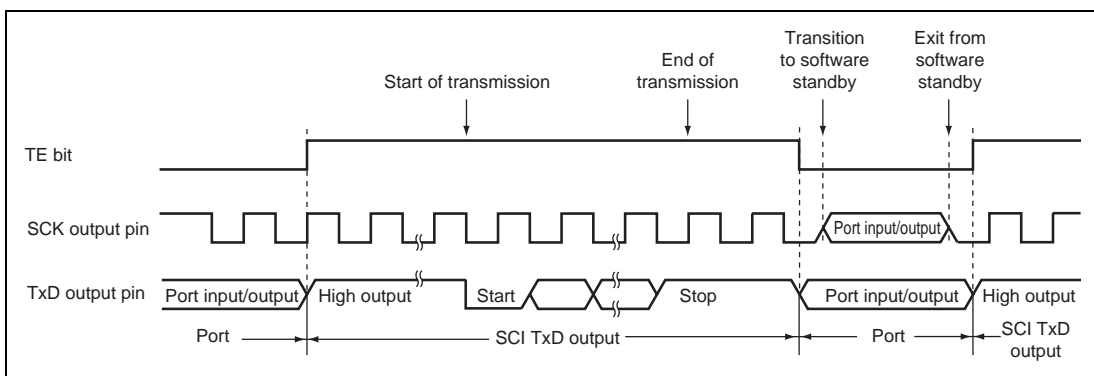 Transition
to software
standby
Exit from
software
standby
End of
transmission
Start of transmission
TE bit
SCK output pin
Port input/output
TxD output pin
Port input/output
High output
Start
Stop
Port input/output
High output
Port
SCI TxD output
Port
SCI TxD
output